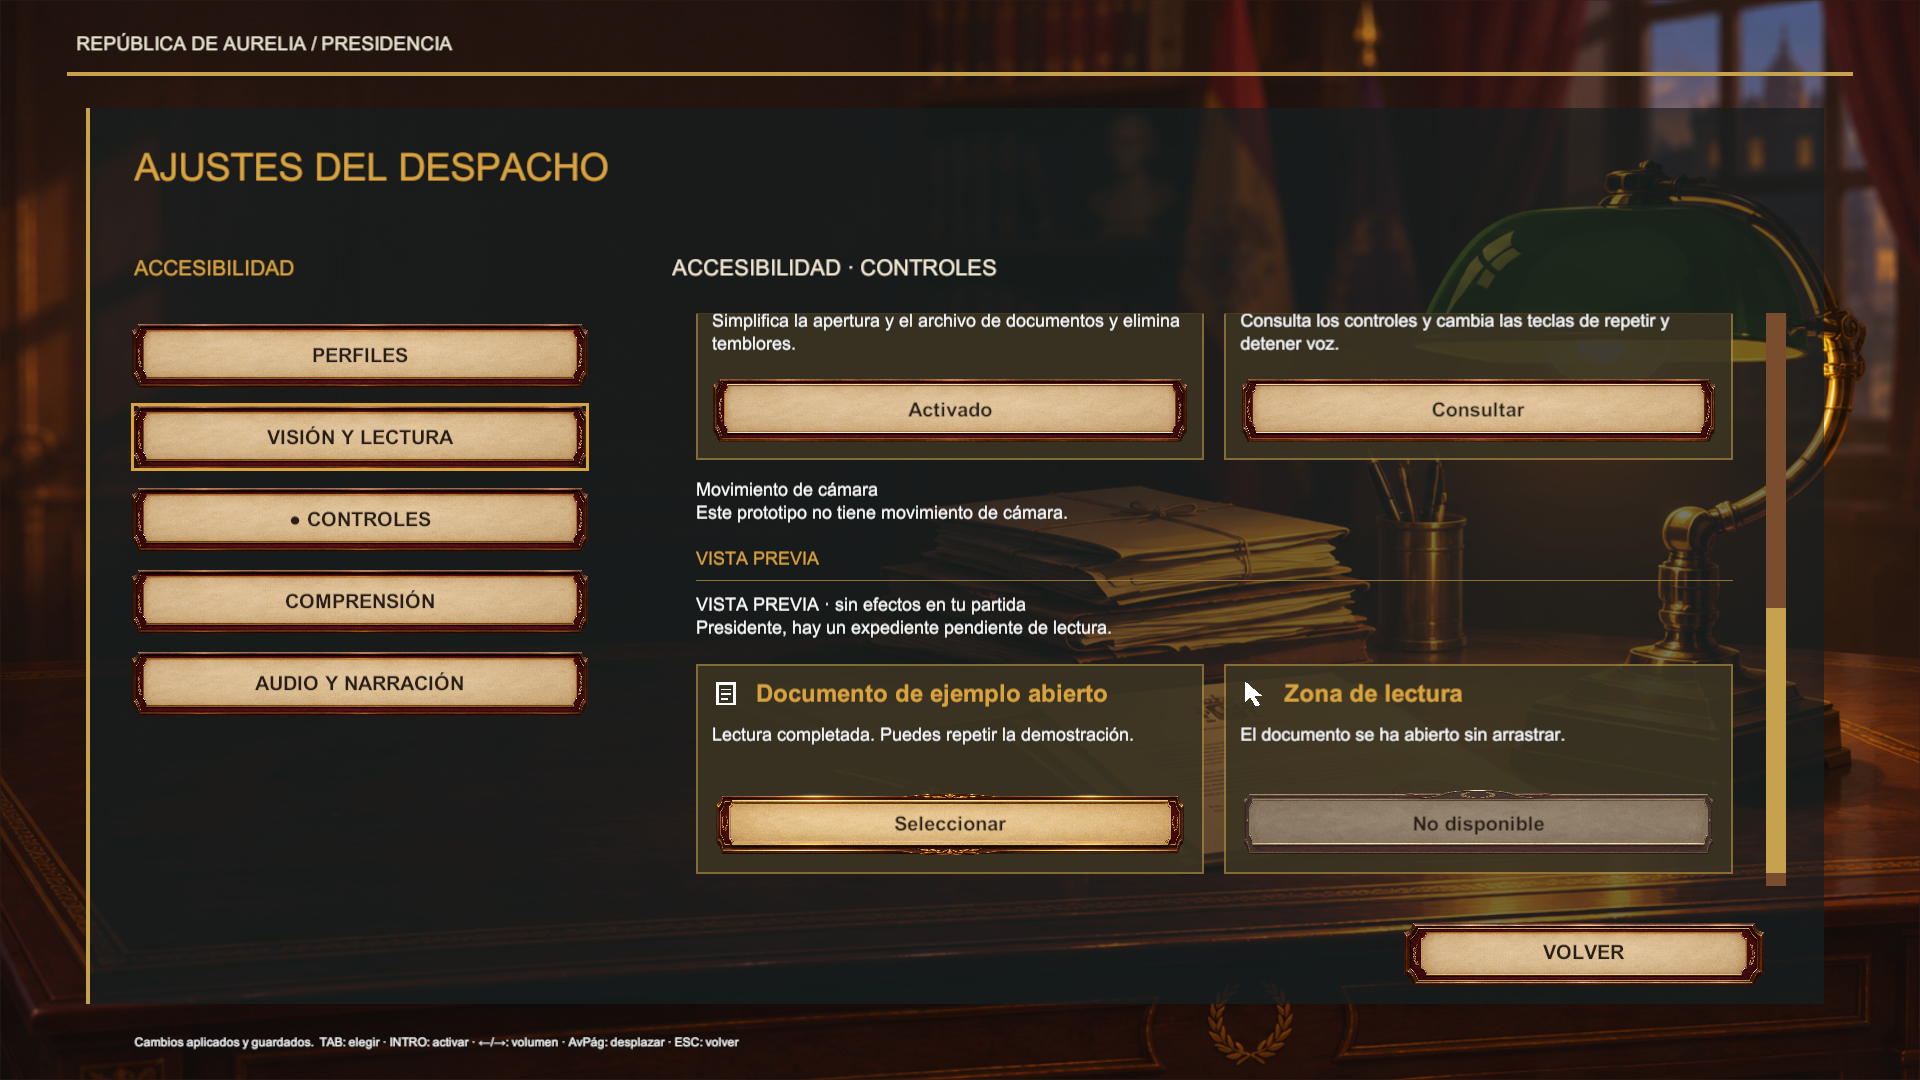 REPÚBLICA DE AURELIA / PRESIDENCIA
AJUSTES DEL DESPACHO
ACCESIBILIDAD
PERFILES
VISIÓN Y LECTURA
• CONTROLES
COMPRENSIÓN
AUDIO Y NARRACIÓN
ACCESIBILIDAD · CONTROLES
Simplifica la apertura y el archivo de documentos y elimina
temblores.
Activado
Consulta los controles y cambia las teclas de repetir y
detener voz.
Consultar
Movimiento de cámara
Este prototipo no tiene movimiento de cámara.
VISTA PREVIA
VISTA PREVIA · sin efectos en tu partida
Presidente, hay un expediente pendiente de lectura.
Documento de ejemplo abierto
Lectura completada. Puedes repetir la demostración.
Seleccionar
Zona de lectura
El documento se ha abierto sin arrastrar.
No disponible
VOLVER
Cambios aplicados y guardados. TAB: elegir · INTRO: activar · ←/→: volumen · AvPág: desplazar · ESC: volver